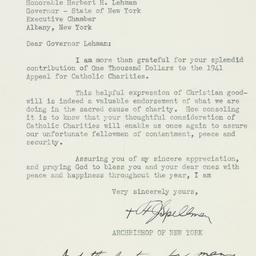 Honorable Herbert H. Lehman
Governor - State of New York
Executive Chamber
Albany, New York
Dear Governor Lehman;
I am more than grateful for your splendid
contribution of One Thousand Dollars to the 1941
Appeal for Catholic Charities.
This helpful expression of Christian good-
will is indeed a valuable endorsement of what we are
doing in the sacred cause of charity. How consoling
it is to know that your thoughtful consideration of
Catholic Charities will enable us once again to assure
our unfortunate fellowmen of contentment, peace and
security.
Assuring you of my sincere appreciation,
and praying God to bless you and your dear ones with
peace and happiness throughout the year, I am
Very sincerely yours,
Spellman
ARCHBISHOP OF NEW YORK